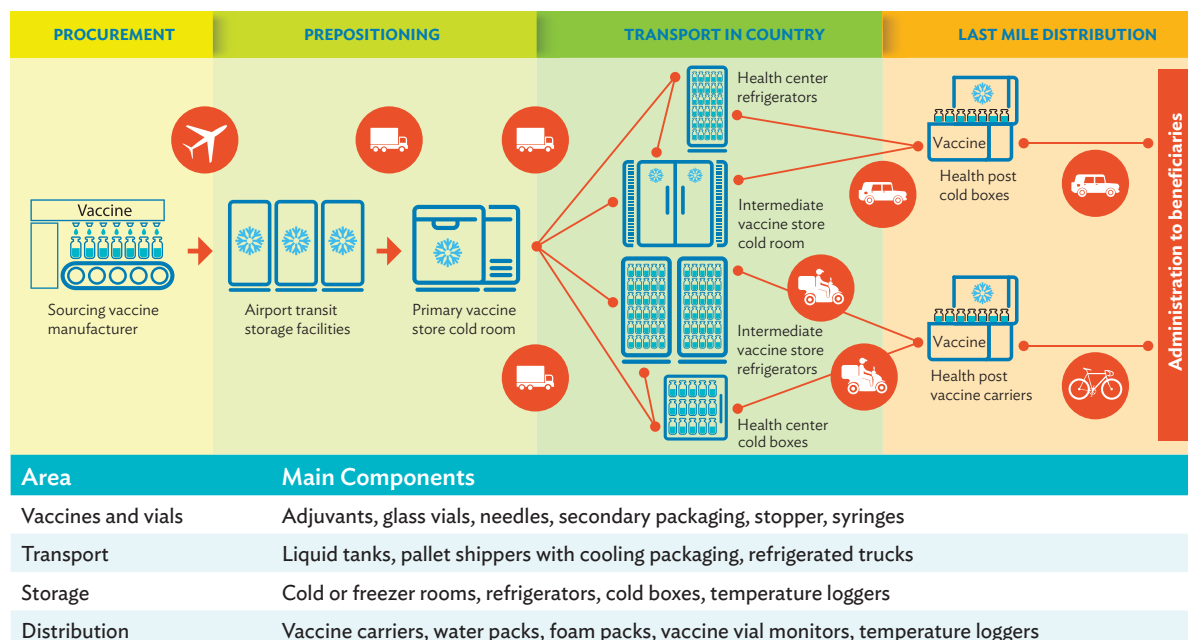 PROCUREMENT
PREPOSITIONING
TRANSPORT IN COUNTRY
LAST MILE DISTRIBUTION
Vaccine
Sourcing vaccine
manufacturer
Airport transit
storage facilities
Primary vaccine
store cold room
Health center
refrigerators
Intermediate
vaccine store
cold room
Intermediate
vaccine store
refrigerators
Health center
cold boxes
Vaccine
Health post
cold boxes
Vaccine
Health post
vaccine carriers
Administration to beneficiaries
Area Main Components
Vaccines and vials Adjuvants, glass vials, needles, secondary packaging, stopper, syringes
Transport Liquid tanks, pallet shippers with cooling packaging, refrigerated trucks
Storage Cold or freezer rooms, refrigerators, cold boxes, temperature loggers
Distribution Vaccine carriers, water packs, foam packs, vaccine vial monitors, temperature loggers